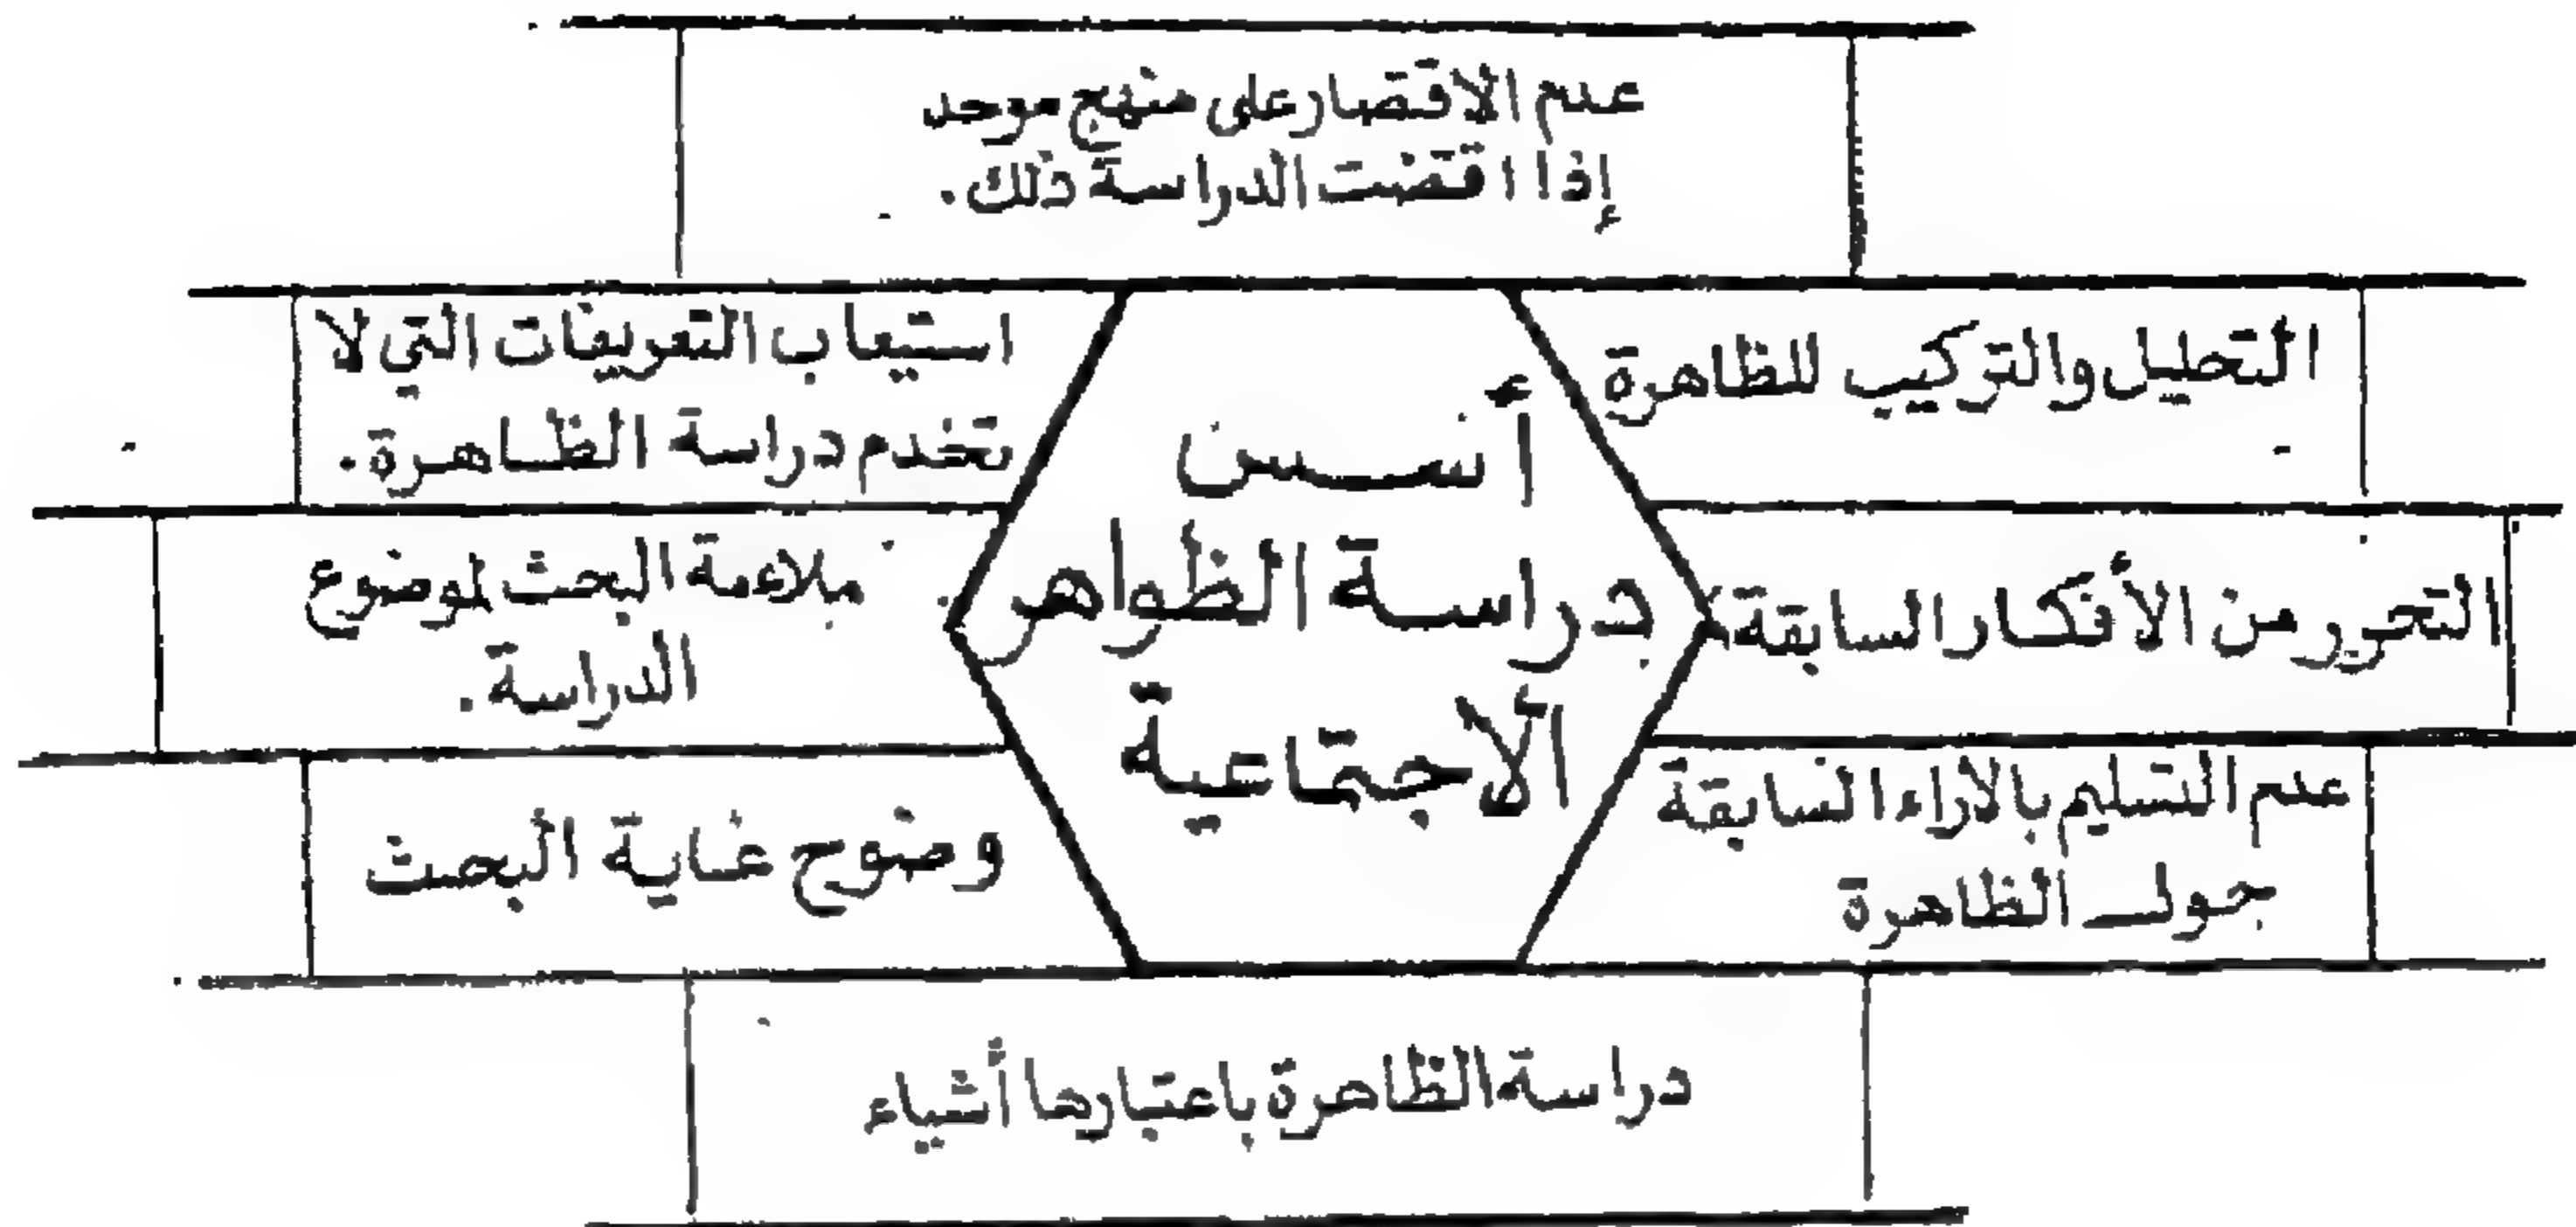 عدم الاقتصار على منهج موحد
إذا اقتضت الدراسة ذلك.
التحليل والتركيب للظاهرة
استيعاب التعريفات التي لا
تخدم دراسة الظاهرة.
أسس
دراسة الظواهر
الاجتماعية
التحرر من الأفكار السابقة
ملاءمة البحث لموضوع
الدراسة.
عدم التسليم بالآراء السابقة
حول الظاهرة
وضوح غاية البحث
دراسة الظاهرة باعتبارها أشياء